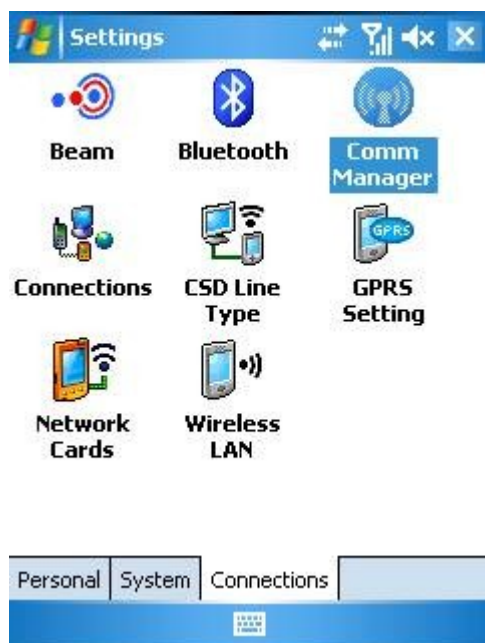 Settings
Beam
Bluetooth
Comm
Manager
Connections
CSD Line
Type
GPRS
GPRS
Setting
Network
Cards
Wireless
LAN
Personal
System
Connections